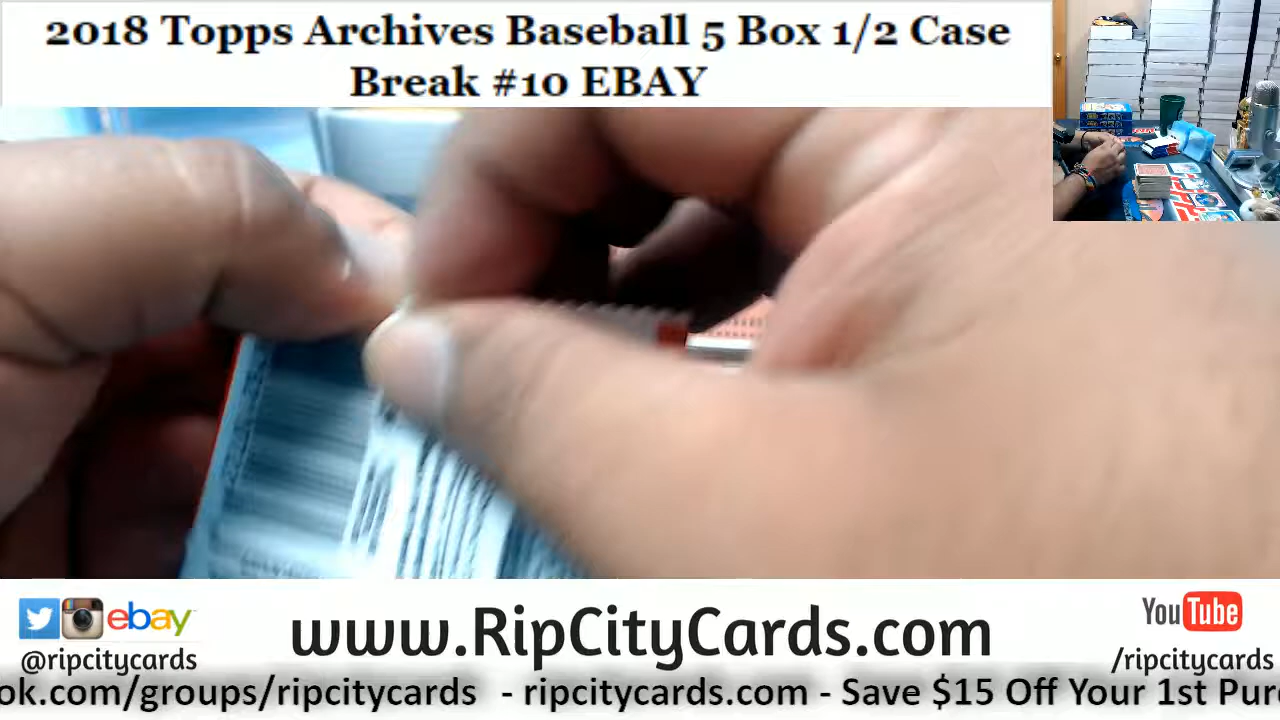 2018 Topps Archives Baseball 5 Box 1/2 Case
Break #10 EBAY
ebay
www.RipCityCards.com
YouTube
@ripcitycards
/ripcitycards
ok.com/groups/ripcitycards - ripcitycards.com - Save $15 Off Your 1st Pur